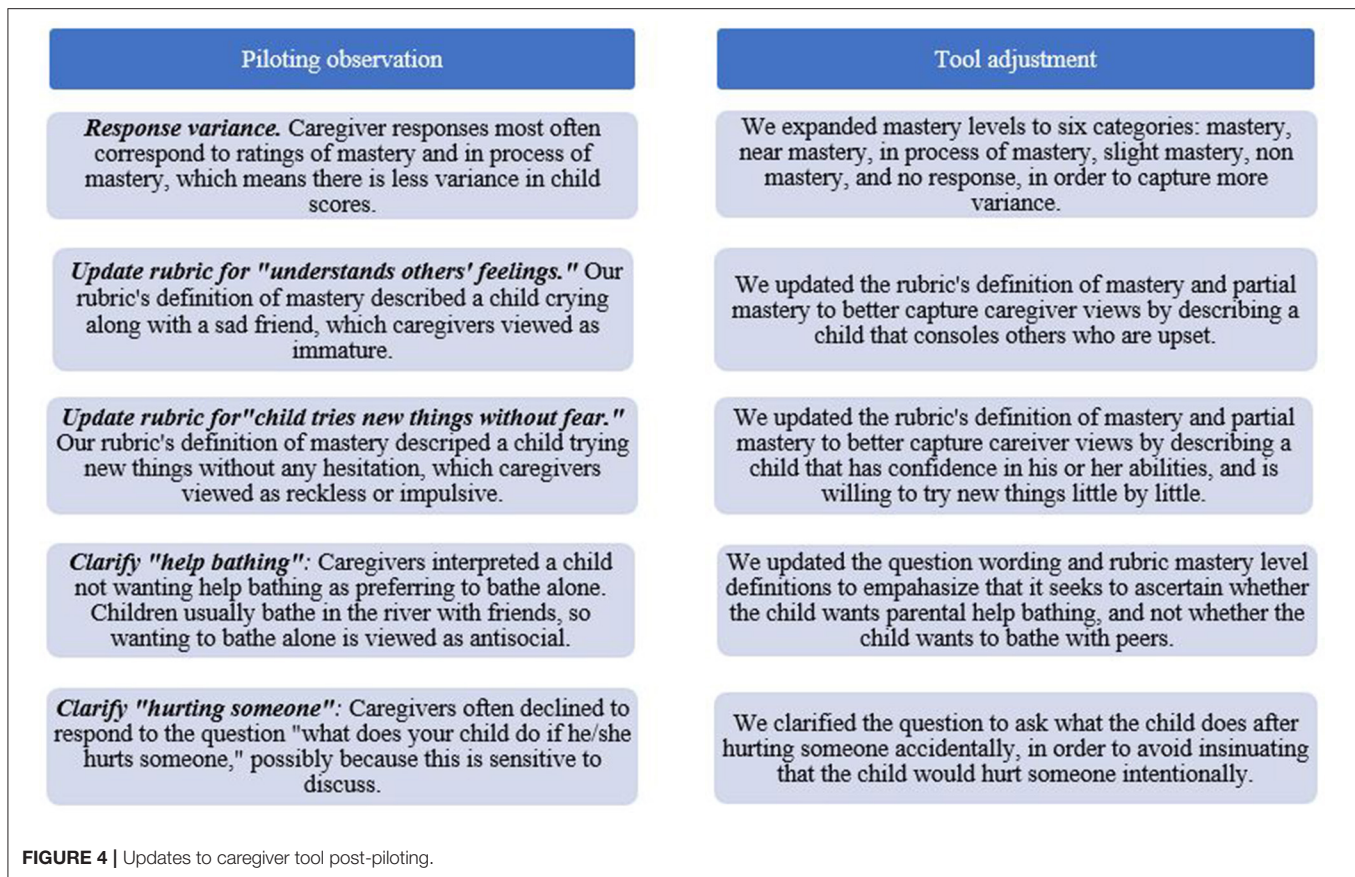 Piloting observation
Tool adjustment
Response variance. Caregiver responses most often
correspond to ratings of mastery and in process of
mastery, which means there is less variance in child
scores.
We expanded mastery levels to six categories: mastery,
near mastery, in process of mastery, slight mastery, non
mastery, and no response, in order to capture more
variance.
Update rubric for "understands others' feelings." Our
rubric's definition of mastery described a child crying
along with a sad friend, which caregivers viewed as
immature.
We updated the rubric's definition of mastery and partial
mastery to better capture caregiver views by describing a
child that consoles others who are upset.
Update rubric for"child tries new things without fear."
Our rubric's definition of mastery descriped a child trying
new things without any hesitation, which caregivers
viewed as reckless or impulsive.
We updated the rubric's definition of mastery and partial
mastery to better capture careiver views by describing a
child that has confidence in his or her abilities, and is
willing to try new things little by little.
Clarify "help bathing": Caregivers interpreted a child
not wanting help bathing as preferring to bathe alone.
Children usually bathe in the river with friends, so
wanting to bathe alone is viewed as antisocial.
We updated the question wording and rubric mastery level
definitions to empahasize that it seeks to ascertain whether
the child wants parental help bathing, and not whether the
child wants to bathe with peers.
Clarify "hurting someone": Caregivers often declined to
respond to the question "what does your child do if he/she
hurts someone," possibly because this is sensitive to
discuss.
We clarified the question to ask what the child does after
hurting someone accidentally, in order to avoid insinuating
that the child would hurt someone intentionally.
FIGURE 4 | Updates to caregiver tool post-piloting.